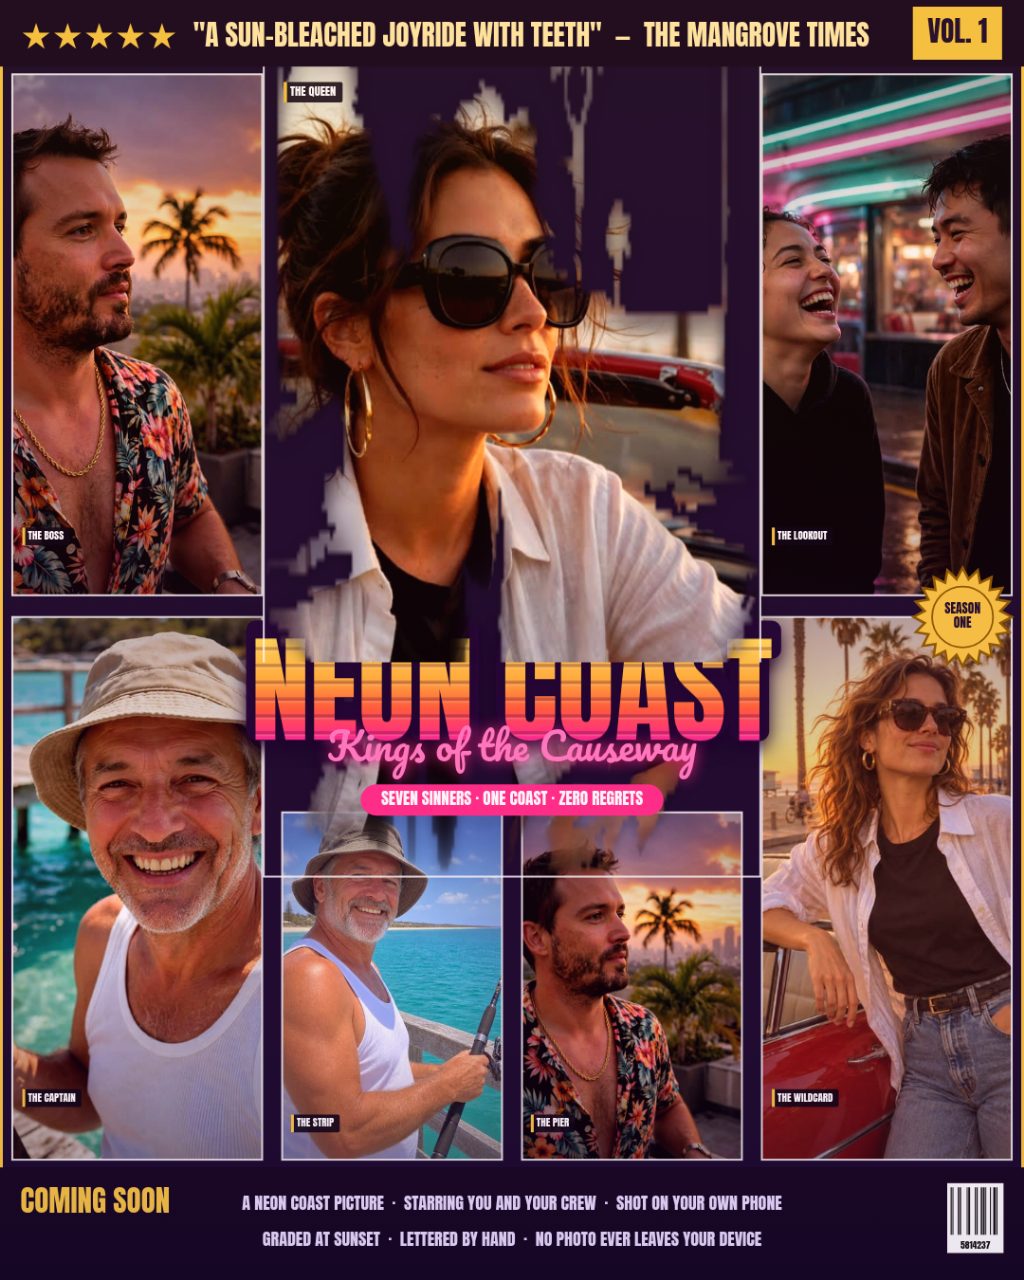 ★★★★★ "A SUN-BLEACHED JOYRIDE WITH TEETH" – THE MANGROVE TIMES
VOL. 1
THE QUEEN
THE BOSS
THE LOOKOUT
SEASON
ONE
NEON COAST
Kings of the Causeway
SEVEN SINNERS · ONE COAST · ZERO REGRETS
THE CAPTAIN
THE STRIP
THE PIER
THE WILDCARD
COMING SOON
A NEON COAST PICTURE · STARRING YOU AND YOUR CREW · SHOT ON YOUR OWN PHONE
GRADED AT SUNSET · LETTERED BY HAND · NO PHOTO EVER LEAVES YOUR DEVICE
5814237